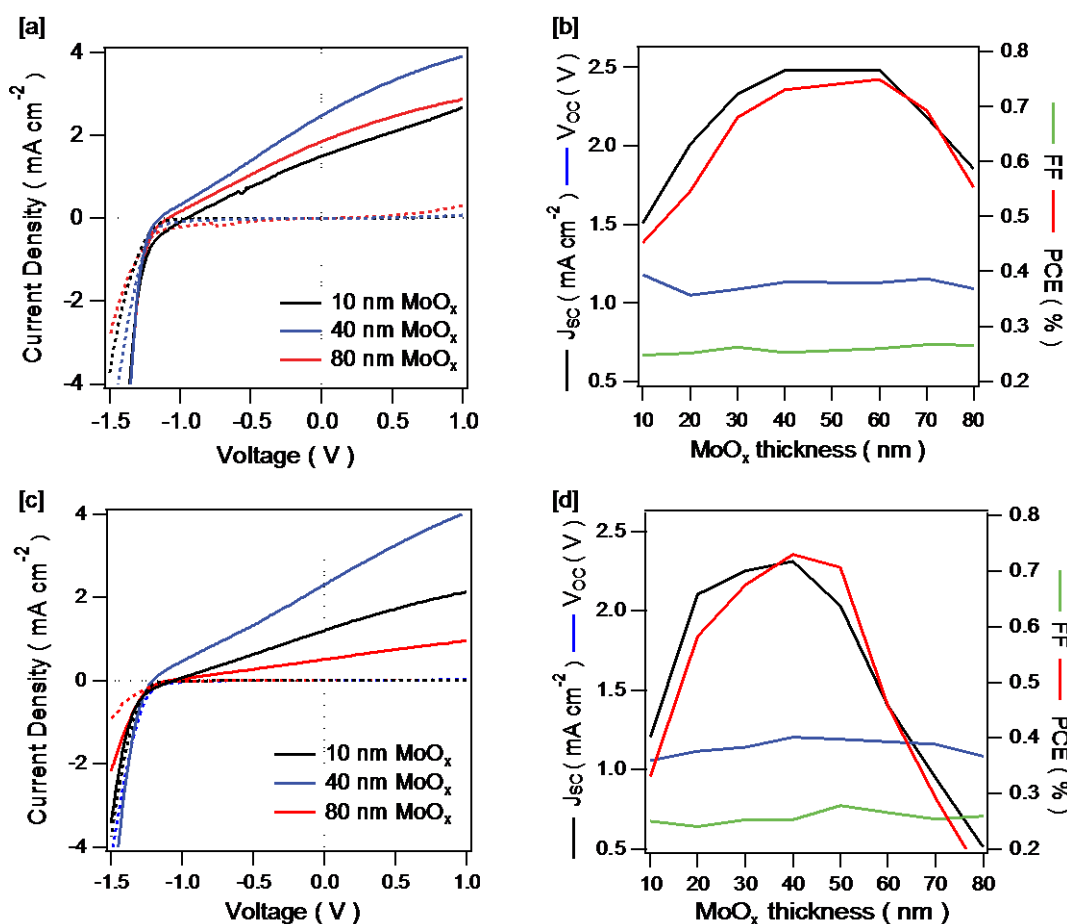 [a]
4
2
0
-2
-4
Current Density ( mA cm⁻²)
10 nm MoOₓ
40 nm MoOₓ
80 nm MoOₓ
-1.5 -1.0 -0.5 0.0 0.5 1.0
Voltage ( V )
[b]
2.5
2.0
1.5
1.0
0.5
J_SC ( mA cm⁻²) V_OC ( V )
0.8
0.7
0.6
0.5
0.4
0.3
0.2
FF PCE ( % )
10 20 30 40 50 60 70 80
MoOₓ thickness ( nm )
[c]
4
2
0
-2
-4
Current Density ( mA cm⁻²)
10 nm MoOₓ
40 nm MoOₓ
80 nm MoOₓ
-1.5 -1.0 -0.5 0.0 0.5 1.0
Voltage ( V )
[d]
2.5
2.0
1.5
1.0
0.5
J_SC ( mA cm⁻²) V_OC ( V )
0.8
0.7
0.6
0.5
0.4
0.3
0.2
FF PCE ( % )
10 20 30 40 50 60 70 80
MoOₓ thickness ( nm )